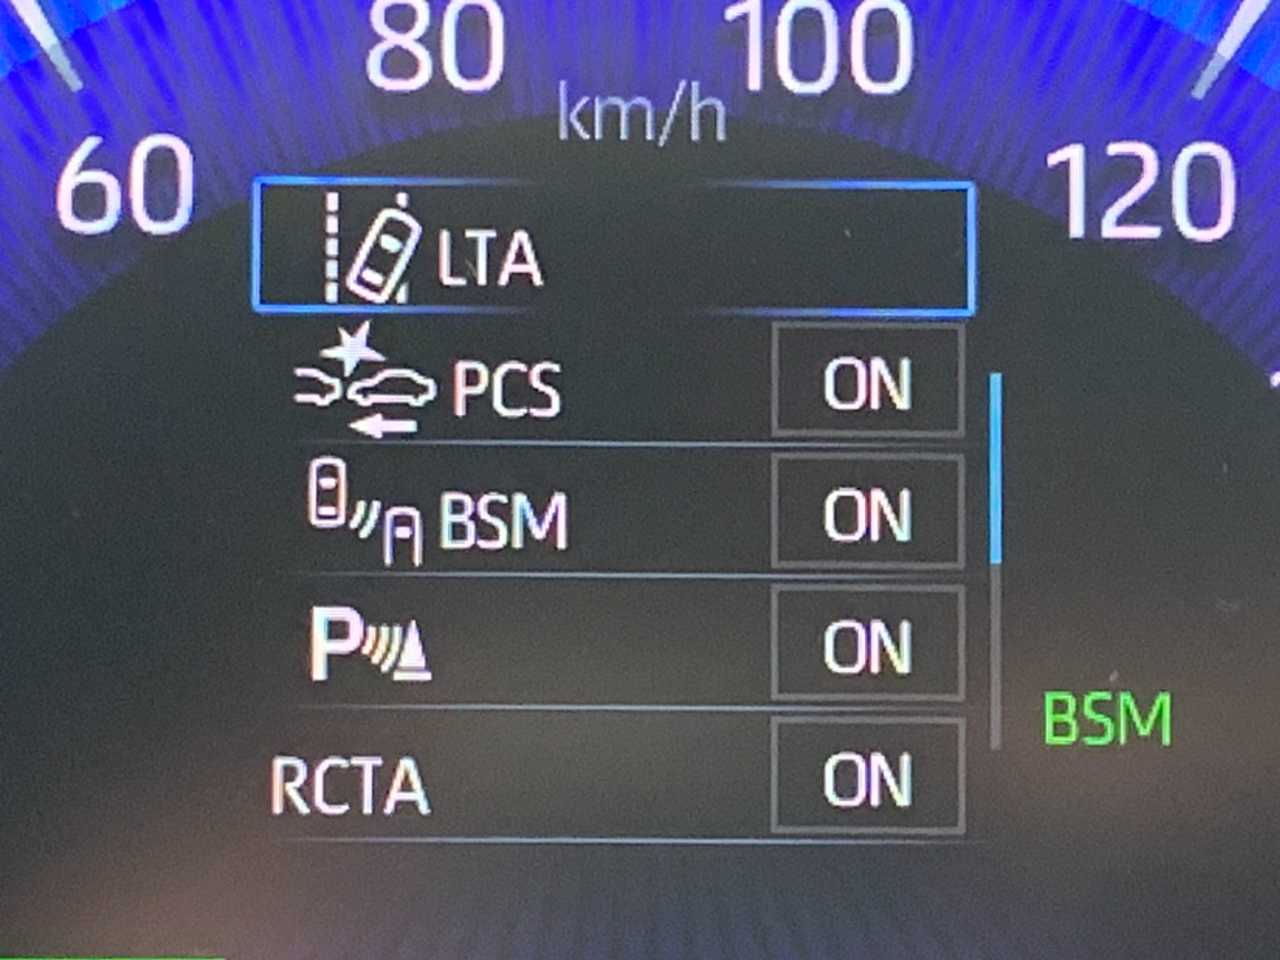 80 100
km/h
60 120
LTA
PCS ON
BSM ON
P ON
BSM
RCTA ON